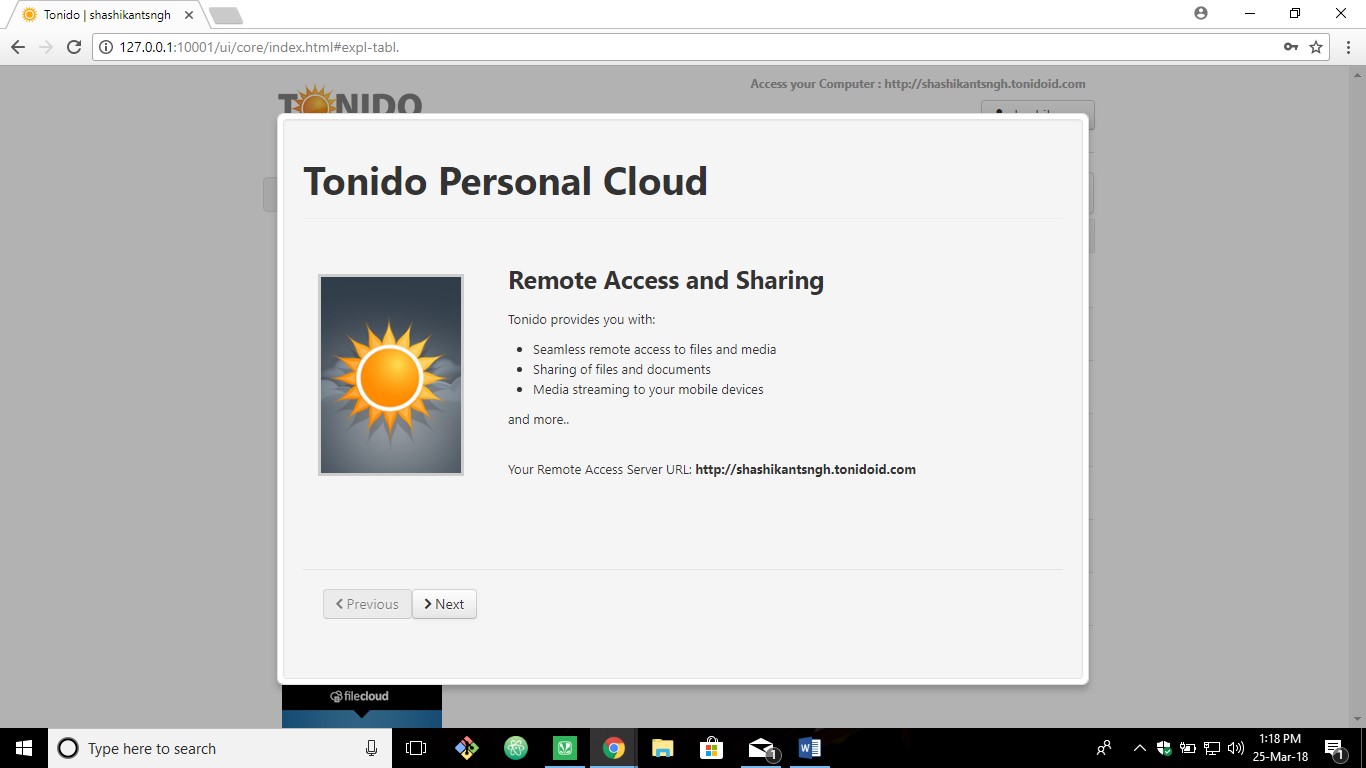 Tonido | shashikantsngh
127.0.0.1:10001/ui/core/index.html#expl-tabl.
Access your Computer : http://shashikantsngh.tonidoid.com
TONIDO
Tonido Personal Cloud
Remote Access and Sharing
Tonido provides you with:
Seamless remote access to files and media
Sharing of files and documents
Media streaming to your mobile devices
and more..
Your Remote Access Server URL: http://shashikantsngh.tonidoid.com
Previous
Next
filecloud
Type here to search
1
1:18 PM
25-Mar-18
1